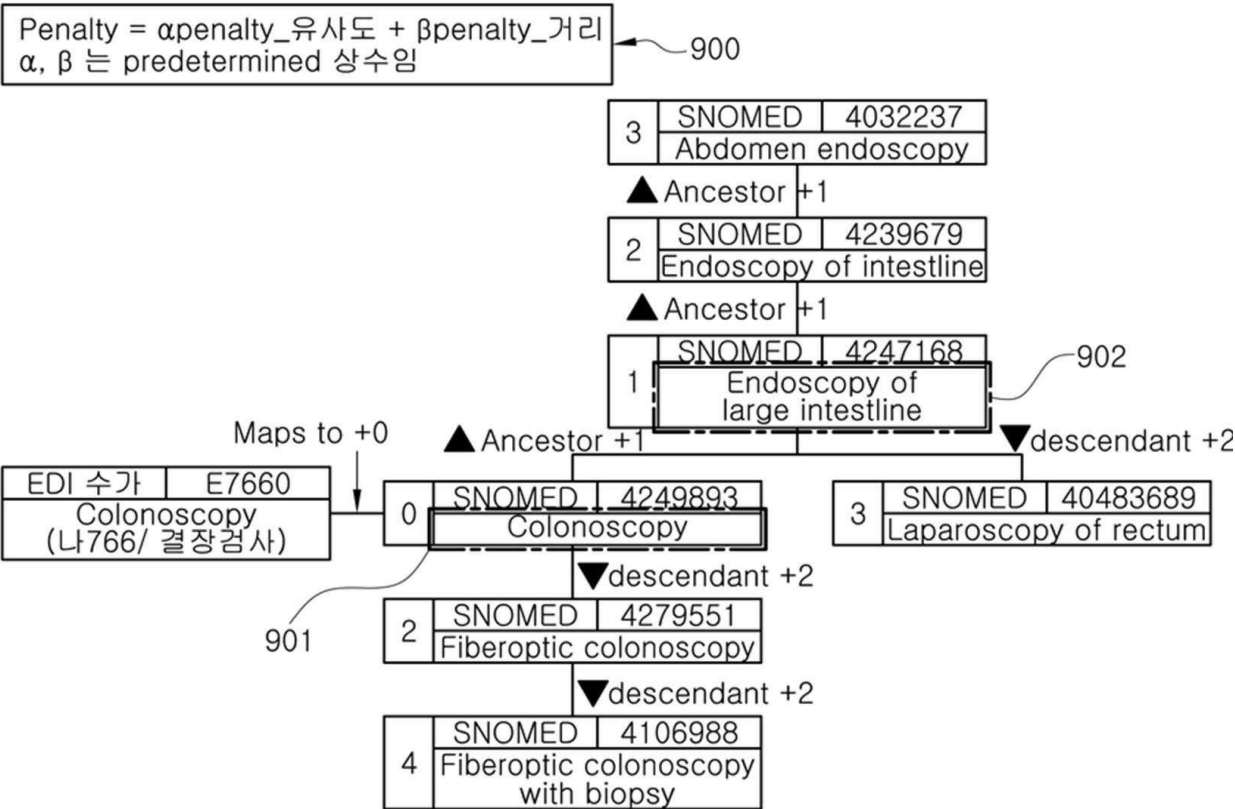 Penalty = αpenalty_유사도 + βpenalty_거리
α, β 는 predetermined 상수임
900
3 SNOMED 4032237
Abdomen endoscopy
▲ Ancestor +1
2 SNOMED 4239679
Endoscopy of intestline
▲ Ancestor +1
1 SNOMED 4247168
Endoscopy of
large intestline
902
Maps to +0
▲ Ancestor +1
▼descendant +2
EDI 수가 E7660
Colonoscopy
(나766/ 결장검사)
0 SNOMED 4249893
Colonoscopy
3 SNOMED 40483689
Laparoscopy of rectum
901
▼descendant +2
2 SNOMED 4279551
Fiberoptic colonoscopy
▼descendant +2
4 SNOMED 4106988
Fiberoptic colonoscopy
with biopsy